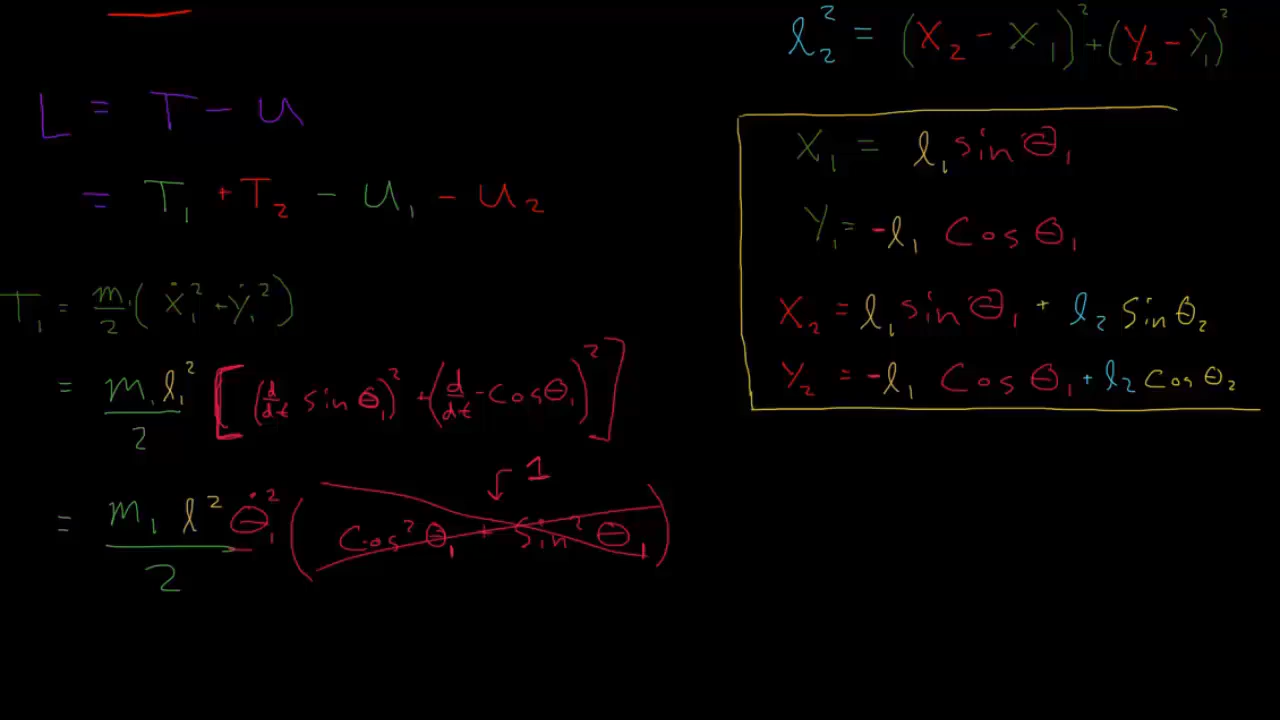 l₂² = (X₂ - X₁)² + (Y₂ - Y₁)²
L = T - U
= T₁ + T₂ - U₁ - U₂
T₁ = m₁/2 (Ẋ₁² + Ẏ₁²)
= m₁ l₁²/2 [(d/dt sin θ₁)² + (d/dt - cos θ₁)²]
1
= m₁ l² θ̇₁²/2 (cos² θ₁ + sin² θ₁)
X₁ = l₁ sin θ₁
Y₁ = -l₁ cos θ₁
X₂ = l₁ sin θ₁ + l₂ sin θ₂
Y₂ = -l₁ cos θ₁ + l₂ cos θ₂